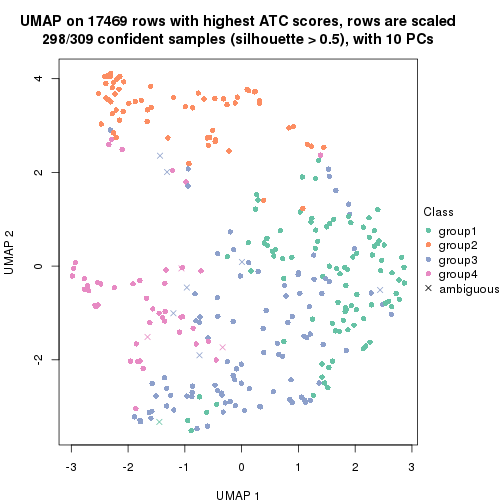 UMAP on 17469 rows with highest ATC scores, rows are scaled
298/309 confident samples (silhouette > 0.5), with 10 PCs
4
2
0
-2
UMAP 2
-3
-2
-1
0
1
2
3
UMAP 1
Class
group1
group2
group3
group4
ambiguous